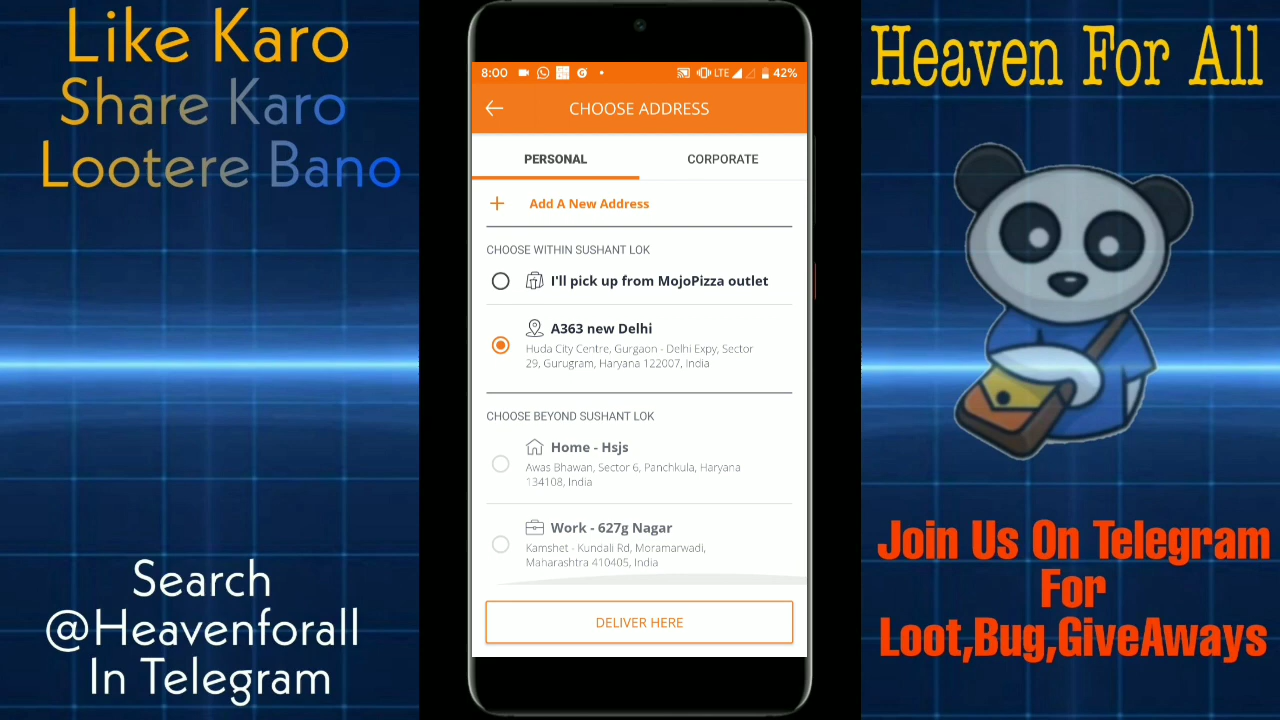 Like Karo
Share Karo
Lootere Bano
Search
@Heavenforall
In Telegram
8:00
LTE
42%
CHOOSE ADDRESS
PERSONAL
CORPORATE
+ Add A New Address
CHOOSE WITHIN SUSHANT LOK
I'll pick up from MojoPizza outlet
A363 new Delhi
Huda City Centre, Gurgaon - Delhi Expy, Sector
29, Gurugram, Haryana 122007, India
CHOOSE BEYOND SUSHANT LOK
Home - Hsjs
Awas Bhawan, Sector 6, Panchkula, Haryana
134108, India
Work - 627g Nagar
Kamshet - Kundali Rd, Moramarwadi,
Maharashtra 410405, India
DELIVER HERE
Heaven For All
Join Us On Telegram
For
Loot,Bug,GiveAways